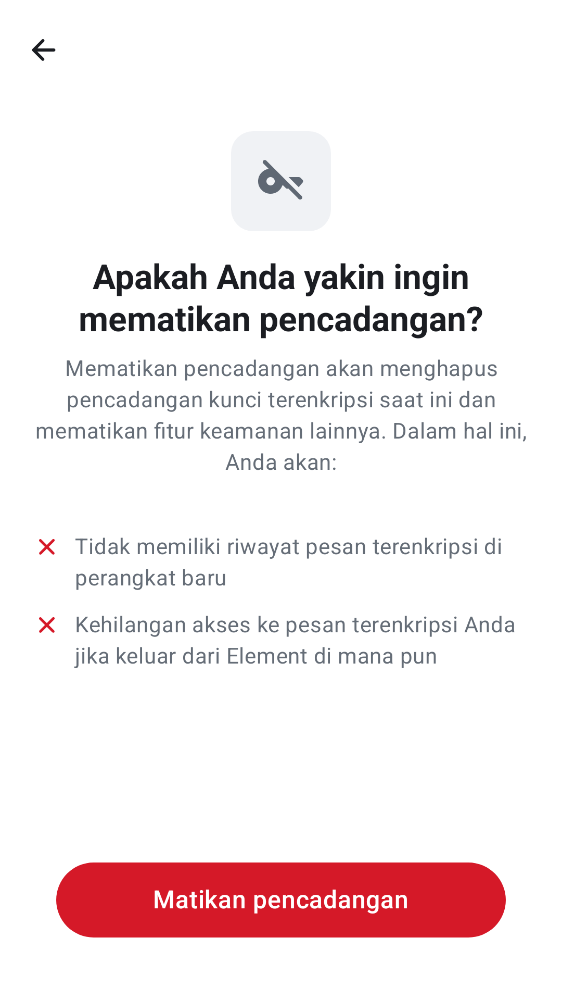 Apakah Anda yakin ingin
mematikan pencadangan?
Mematikan pencadangan akan menghapus
pencadangan kunci terenkripsi saat ini dan
mematikan fitur keamanan lainnya. Dalam hal ini,
Anda akan:
Tidak memiliki riwayat pesan terenkripsi di
perangkat baru
Kehilangan akses ke pesan terenkripsi Anda
jika keluar dari Element di mana pun
Matikan pencadangan